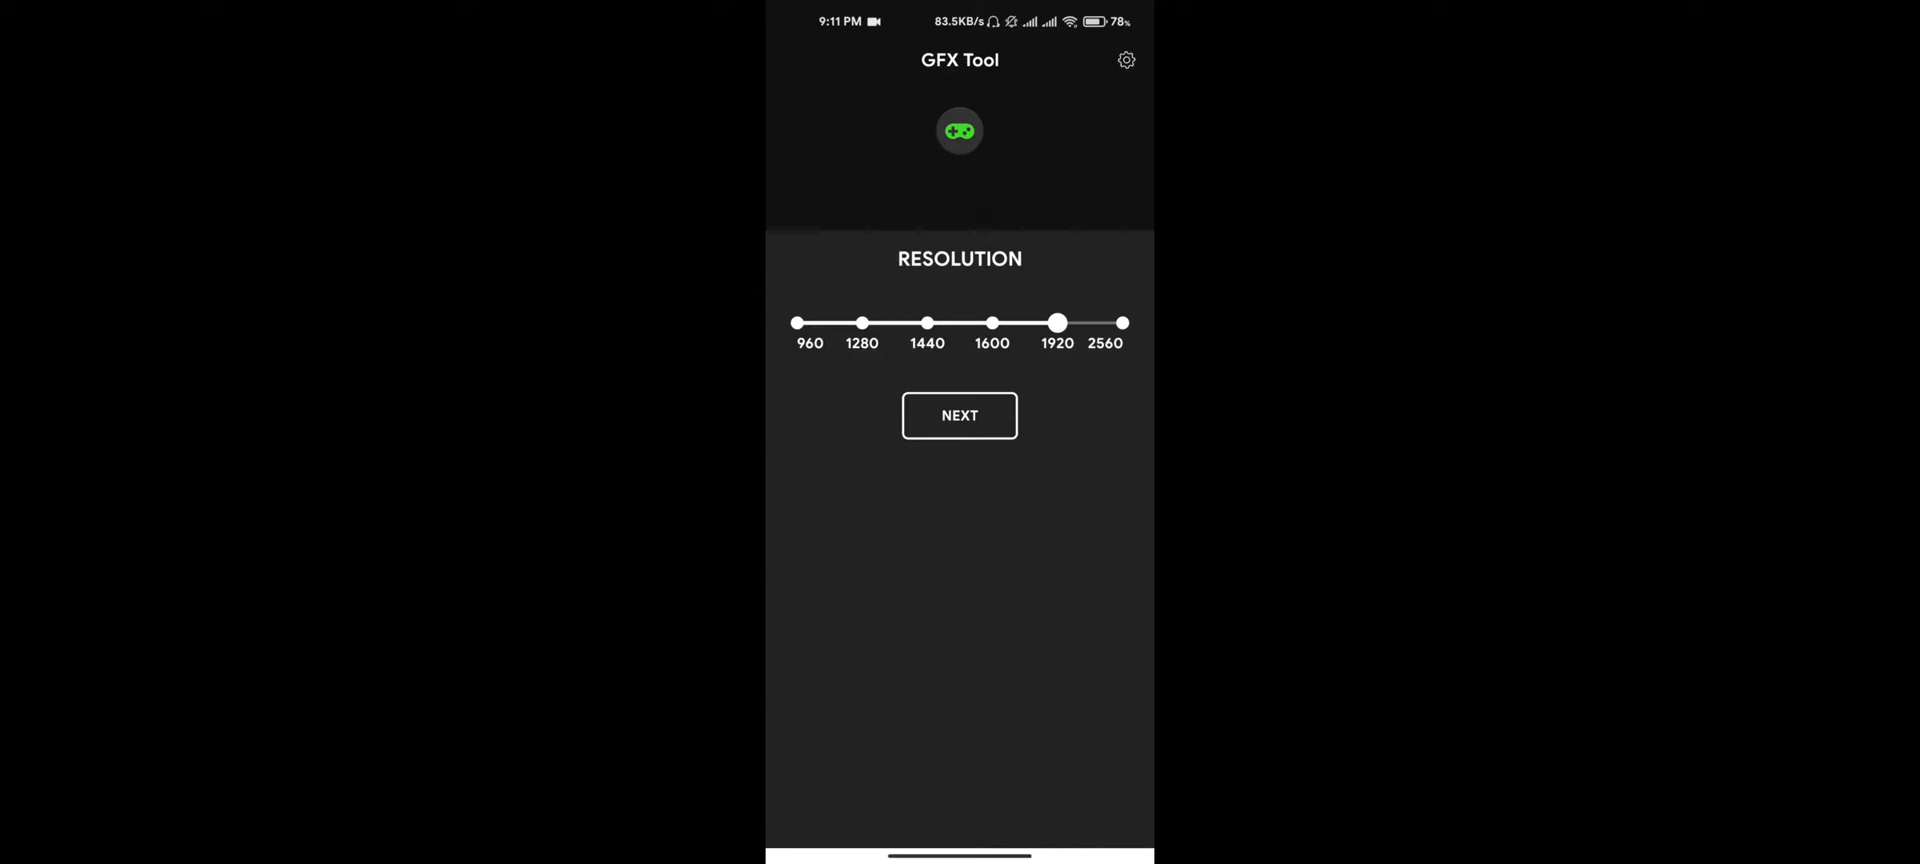 9:11 PM 83.5KB/s 78%
GFX Tool
RESOLUTION
960 1280 1440 1600 1920 2560
NEXT